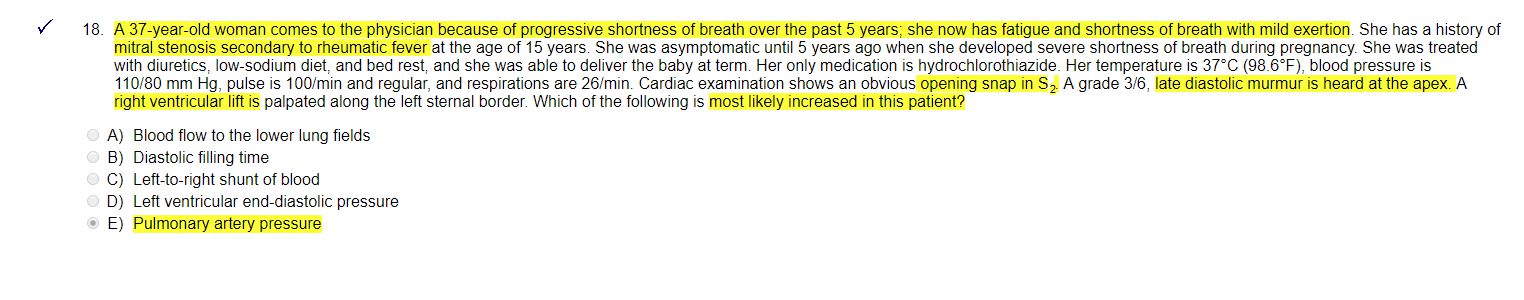 18. A 37-year-old woman comes to the physician because of progressive shortness of breath over the past 5 years; she now has fatigue and shortness of breath with mild exertion. She has a history of
mitral stenosis secondary to rheumatic fever at the age of 15 years. She was asymptomatic until 5 years ago when she developed severe shortness of breath during pregnancy. She was treated
with diuretics, low-sodium diet, and bed rest, and she was able to deliver the baby at term. Her only medication is hydrochlorothiazide. Her temperature is 37°C (98.6°F), blood pressure is
110/80 mm Hg, pulse is 100/min and regular, and respirations are 26/min. Cardiac examination shows an obvious opening snap in S2. A grade 3/6, late diastolic murmur is heard at the apex. A
right ventricular lift is palpated along the left sternal border. Which of the following is most likely increased in this patient?
A) Blood flow to the lower lung fields
B) Diastolic filling time
C) Left-to-right shunt of blood
D) Left ventricular end-diastolic pressure
E) Pulmonary artery pressure